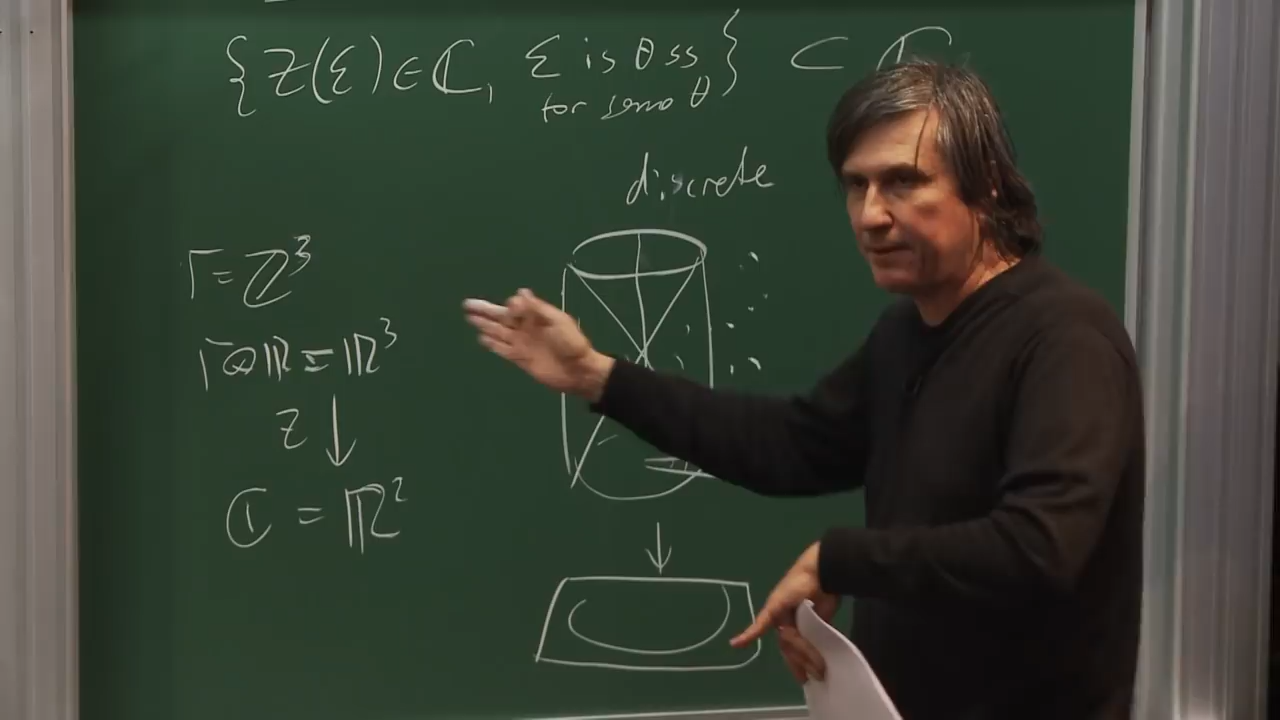 {Z(ℰ)∈ℂ, ℰ is θ ss for some θ} ⊂ ℂ
discrete
Γ=ℤ³
Γ⊗ℝ=ℝ³
Z ↓
ℂ = ℝ²